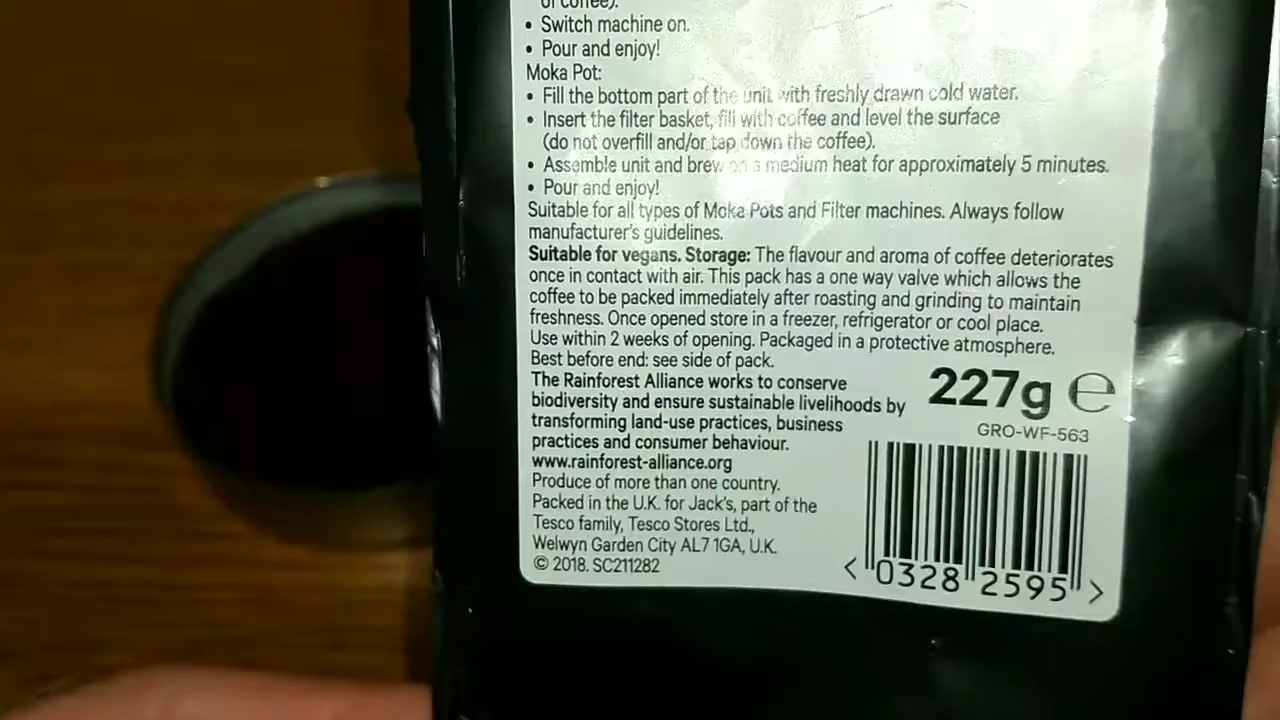 of coffee).
• Switch machine on.
• Pour and enjoy!
Moka Pot:
• Fill the bottom part of the unit with freshly drawn cold water.
• Insert the filter basket, fill with coffee and level the surface
(do not overfill and/or tap down the coffee).
• Assemble unit and brew on a medium heat for approximately 5 minutes.
• Pour and enjoy!
Suitable for all types of Moka Pots and Filter machines. Always follow
manufacturer's guidelines.
Suitable for vegans. Storage: The flavour and aroma of coffee deteriorates
once in contact with air. This pack has a one way valve which allows the
coffee to be packed immediately after roasting and grinding to maintain
freshness. Once opened store in a freezer, refrigerator or cool place.
Use within 2 weeks of opening. Packaged in a protective atmosphere.
Best before end: see side of pack.
The Rainforest Alliance works to conserve
biodiversity and ensure sustainable livelihoods by
transforming land-use practices, business
practices and consumer behaviour.
www.rainforest-alliance.org
Produce of more than one country.
Packed in the U.K. for Jack's, part of the
Tesco family, Tesco Stores Ltd.,
Welwyn Garden City AL7 1GA, U.K.
© 2018. SC211282
227g e
GRO-WF-563
< 0328 2595 >